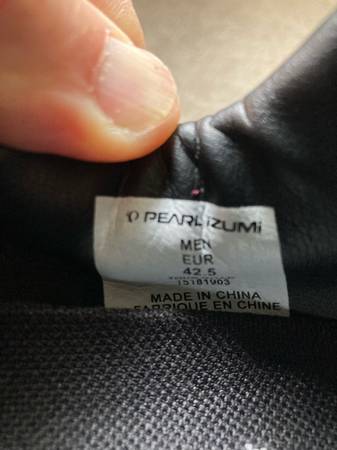 PEARL iZUMi
MEN
EUR
42.5
15181903
MADE IN CHINA
FABRIQUE EN CHINE